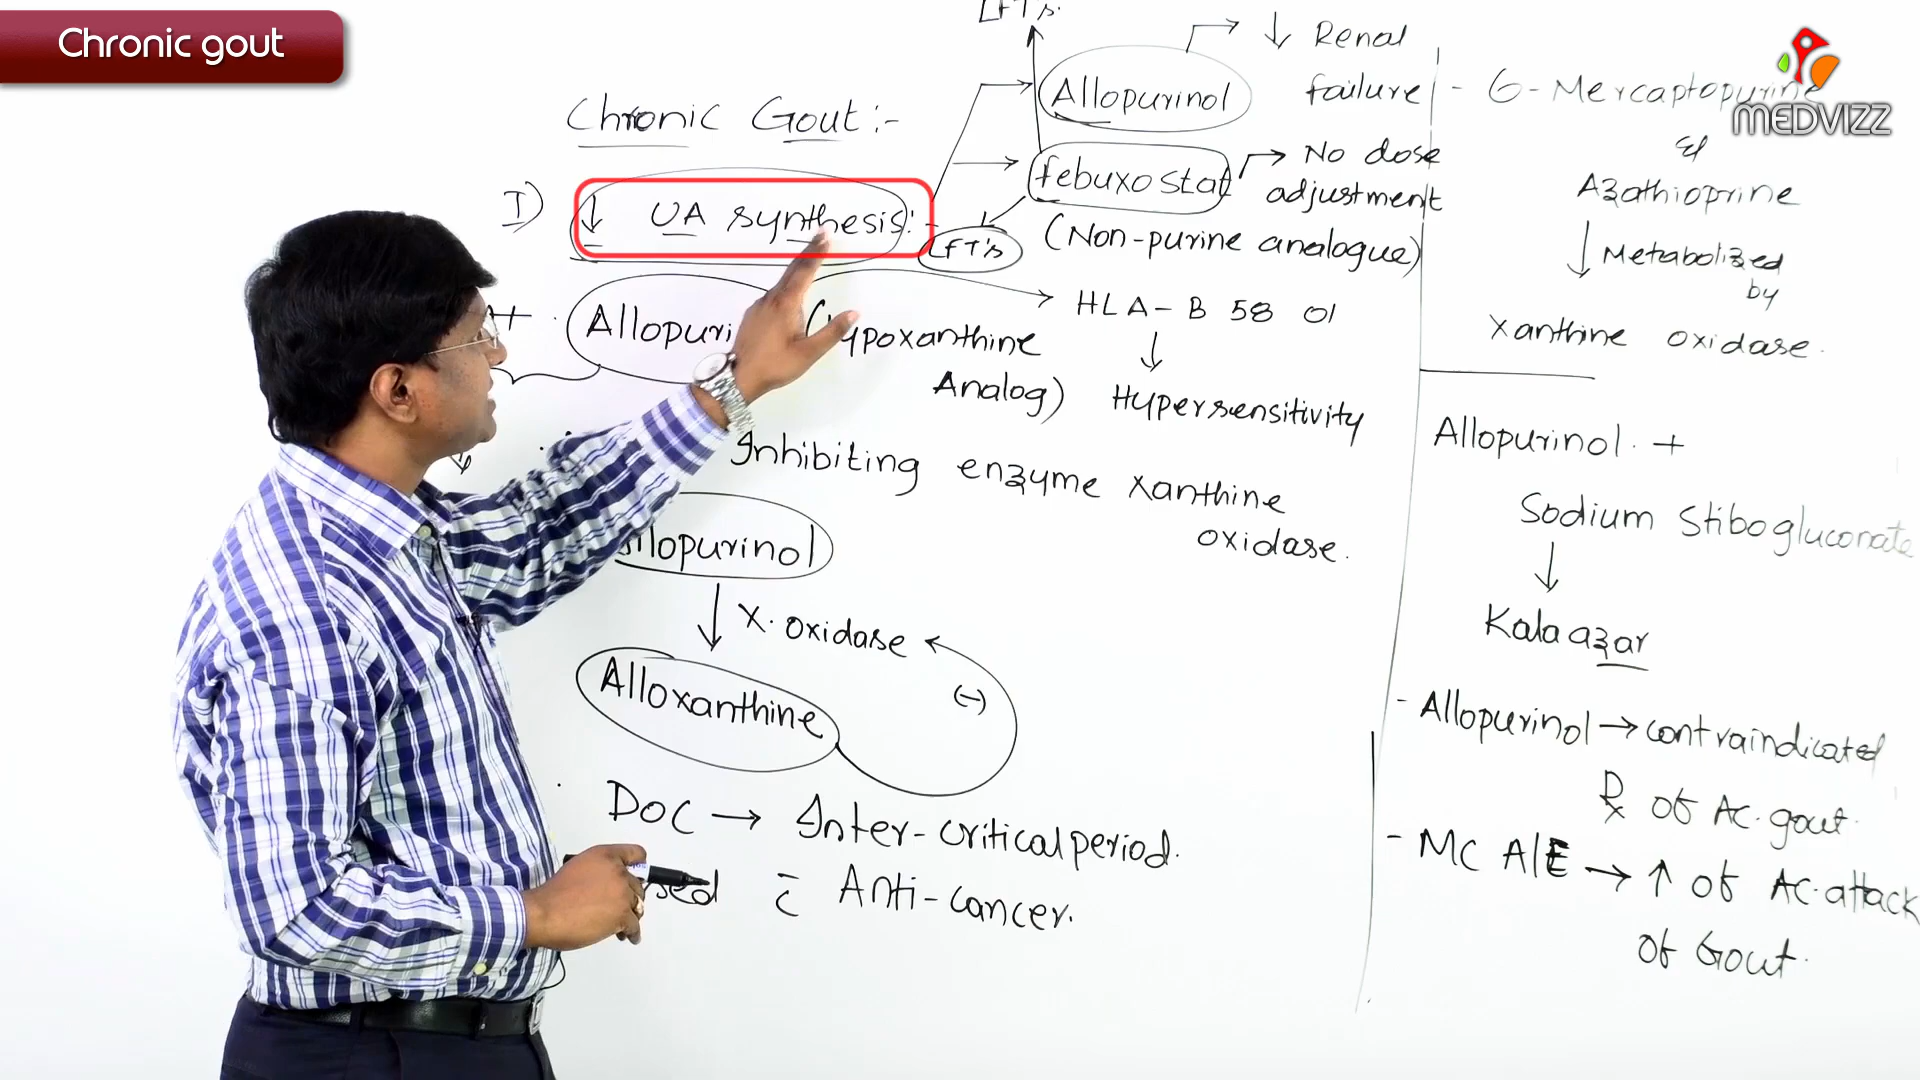 Chronic gout
MEDVIZZ
LFT's.
Chronic Gout :-
I) ↓ UA synthesis: -
Allopurinol
↓ Renal
failure
febuxostat
No dose
adjustment
LFT's
(Non-purine analogue)
+
HLA-B 58 01
↓
Hypersensitivity
Analog)
Inhibiting enzyme xanthine
oxidase.
↓ X. oxidase
(-)
Alloxanthine
DOC → Inter-critical period.
c̄ Anti-cancer.
- 6-Mercaptopurine
&
Azathioprine
↓ Metabolized
by
Xanthine oxidase.
Allopurinol. +
Sodium Stibogluconate
↓
Kala azar
- Allopurinol → contraindicated
Rx of Ac. gout.
- MC A/E → ↑ of Ac. attack
of Gout.